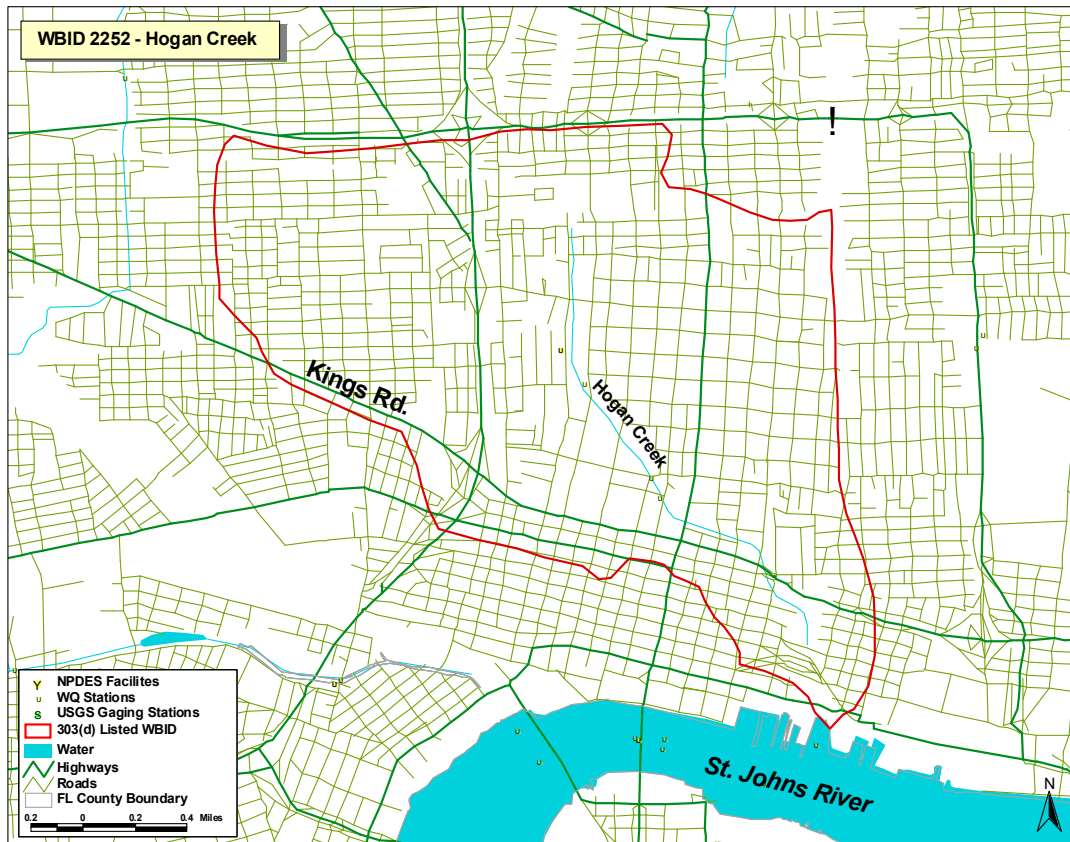 WBID 2252 - Hogan Creek
!
Kings Rd.
Hogan Creek
St. Johns River
Y NPDES Facilites
u WQ Stations
S USGS Gaging Stations
303(d) Listed WBID
Water
Highways
Roads
FL County Boundary
0.2 0 0.2 0.4 Miles
N